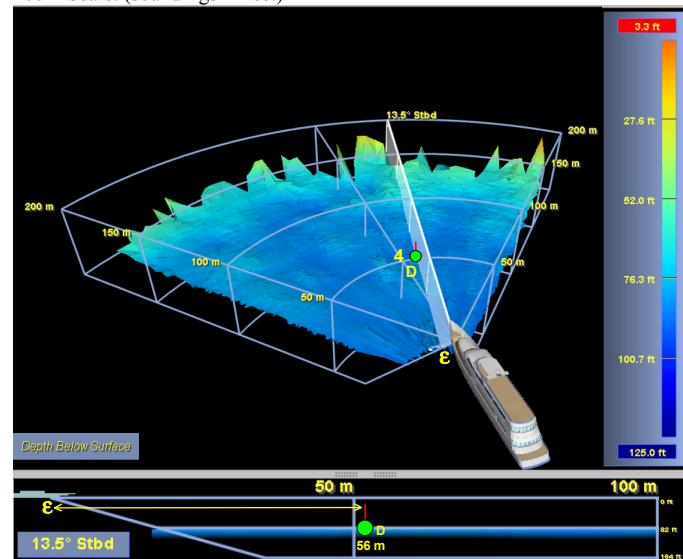 3.3 ft
13.5° Stbd
27.6 ft
200 m
150 m
200 m
52.0 ft
100 m
150 m
4
D
100 m
50 m
76.3 ft
50 m
ε
100.7 ft
Depth Below Surface
125.0 ft
50 m
100 m
0 ft
ε
D
82 ft
13.5° Stbd
56 m
164 ft